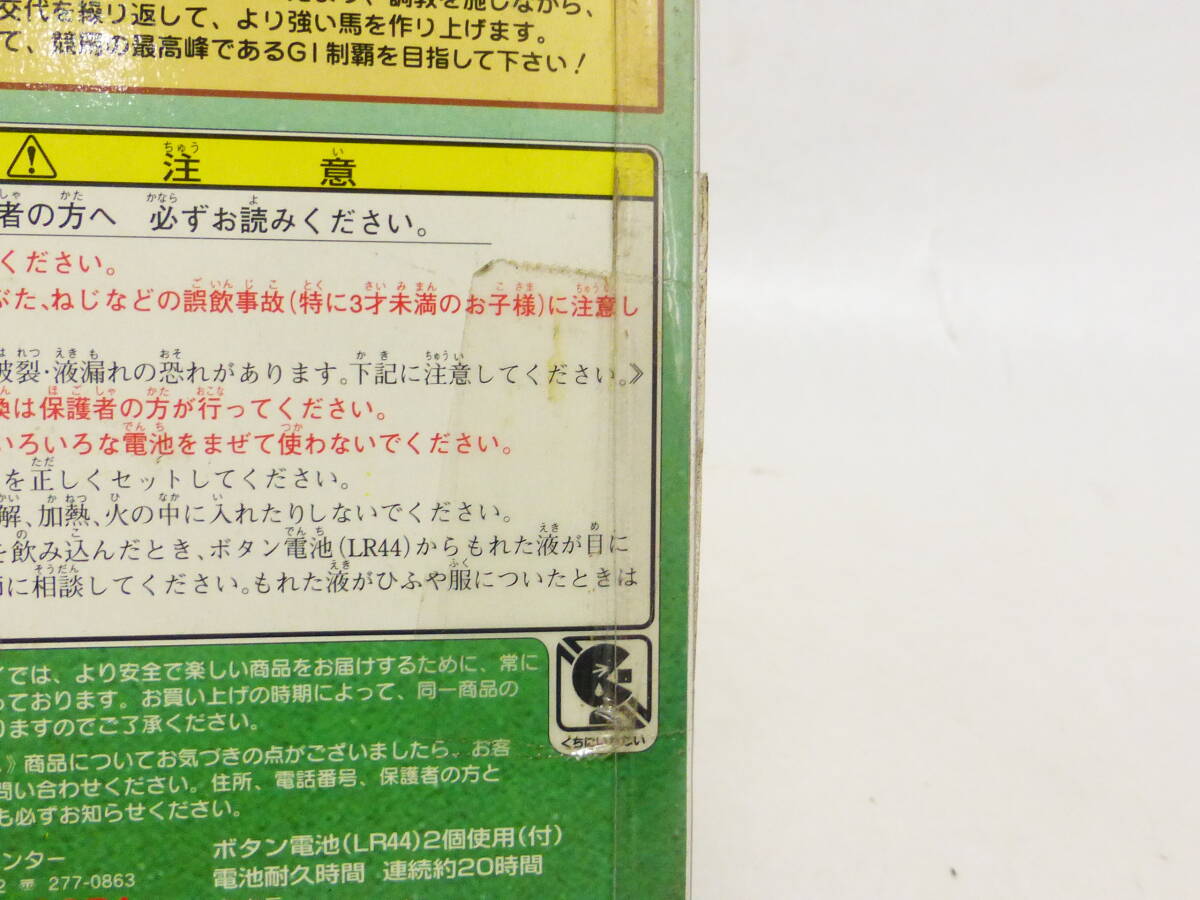 交代を繰り返して、より強い馬を作り上げます。
て、競馬の最高峰であるGⅠ制覇を目指して下さい!
注意
者の方へ 必ずお読みください。
ください。
ぶた、ねじなどの誤飲事故(特に3才未満のお子様)に注意し
破裂・液漏れの恐れがあります。下記に注意してください。》
換は保護者の方が行ってください。
いろいろな電池をまぜて使わないでください。
を正しくセットしてください。
解、加熱、火の中に入れたりしないでください。
を飲み込んだとき、ボタン電池(LR44)からもれた液が目に
師に相談してください。もれた液がひふや服についたときは
くちにいれない
イでは、より安全で楽しい商品をお届けするために、常に
っております。お買い上げの時期によって、同一商品の
りますのでご了承ください。
》商品についてお気づきの点がございましたら、お客
問い合わせください。住所、電話番号、保護者の方と
も必ずお知らせください。
ボタン電池(LR44)2個使用(付)
電池耐久時間 連続約20時間
ンター
2 〠 277-0863